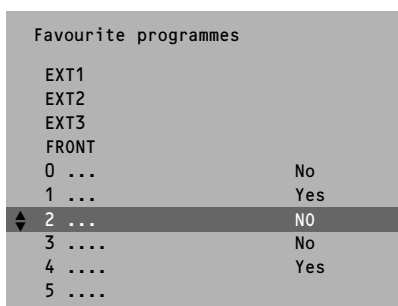 Favourite programmes
EXT1
EXT2
EXT3
FRONT
0 ... No
1 ... Yes
2 ... NO
3 .... No
4 .... Yes
5 ....